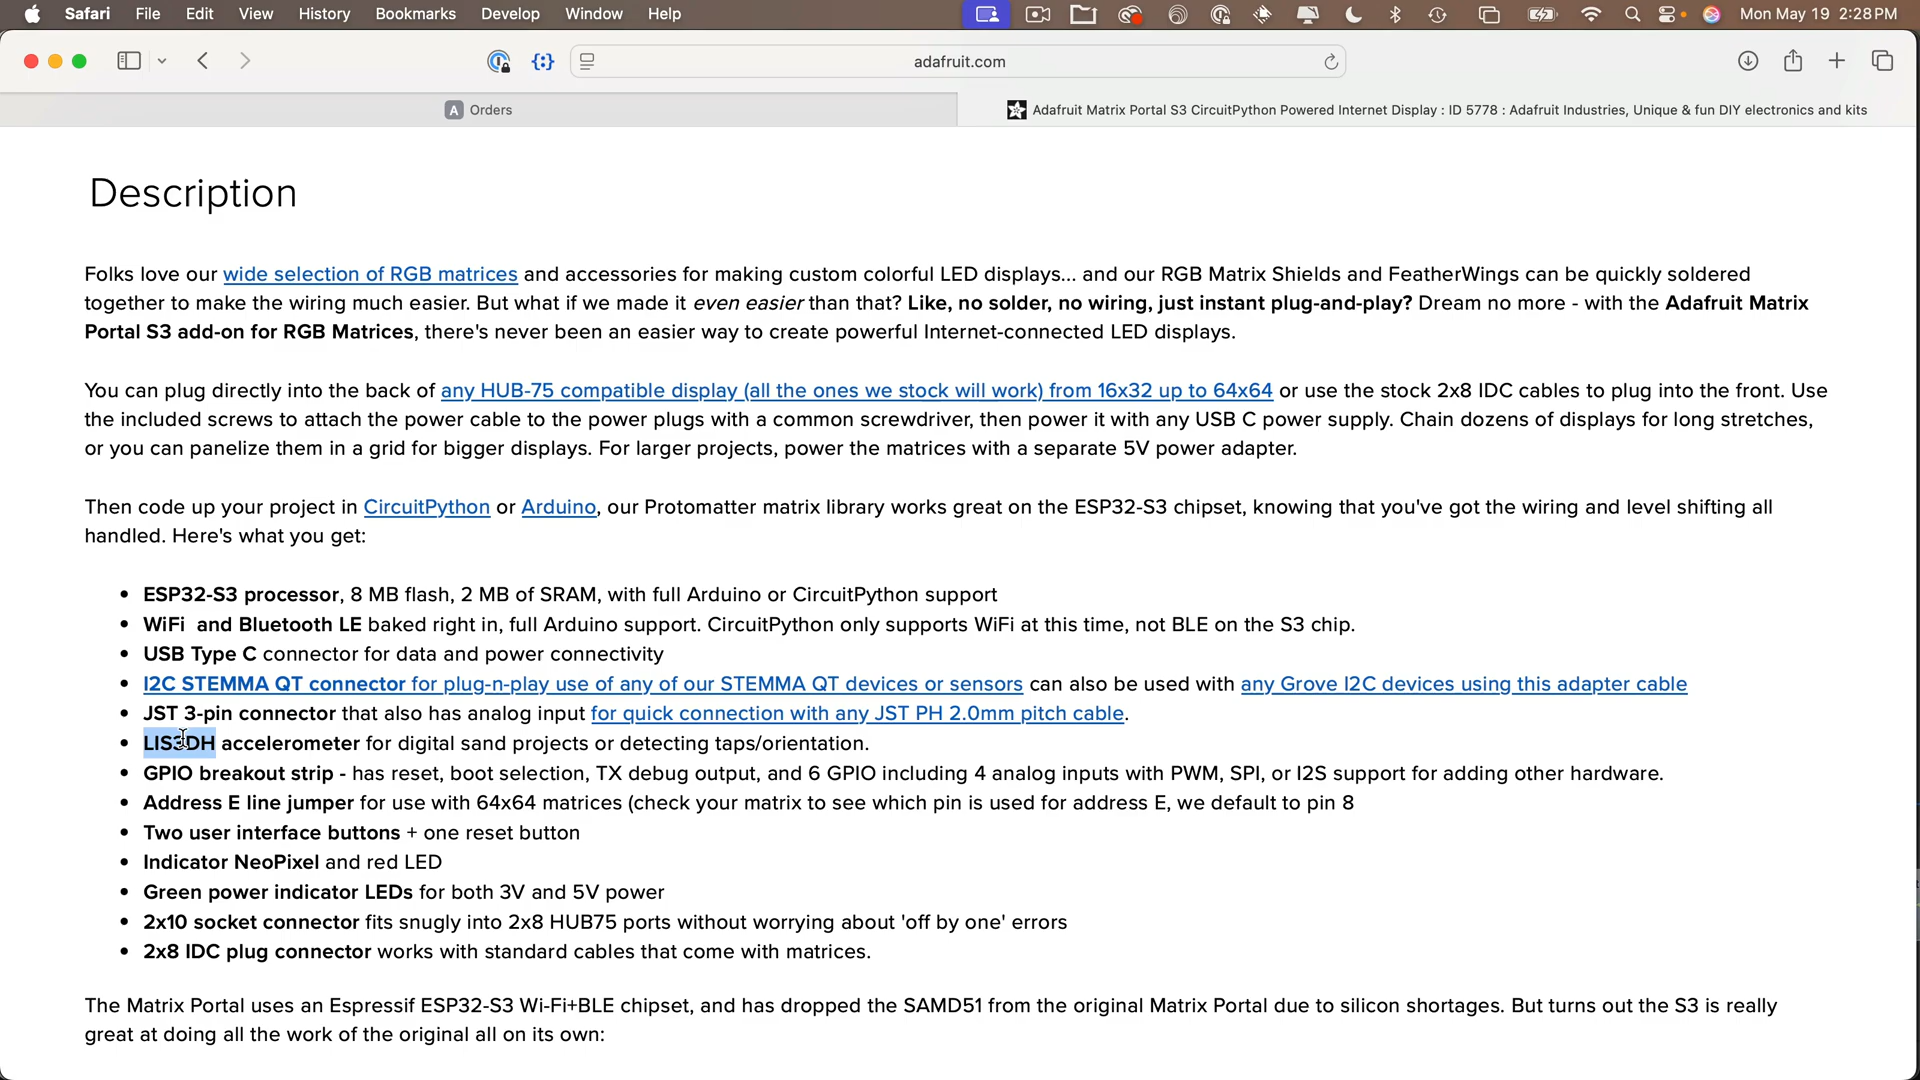 Safari File Edit View History Bookmarks Develop Window Help Mon May 19 2:28 PM
adafruit.com
A Orders
Adafruit Matrix Portal S3 CircuitPython Powered Internet Display : ID 5778 : Adafruit Industries, Unique & fun DIY electronics and kits
Description
Folks love our wide selection of RGB matrices and accessories for making custom colorful LED displays... and our RGB Matrix Shields and FeatherWings can be quickly soldered
together to make the wiring much easier. But what if we made it even easier than that? Like, no solder, no wiring, just instant plug-and-play? Dream no more - with the Adafruit Matrix
Portal S3 add-on for RGB Matrices, there's never been an easier way to create powerful Internet-connected LED displays.
You can plug directly into the back of any HUB-75 compatible display (all the ones we stock will work) from 16x32 up to 64x64 or use the stock 2x8 IDC cables to plug into the front. Use
the included screws to attach the power cable to the power plugs with a common screwdriver, then power it with any USB C power supply. Chain dozens of displays for long stretches,
or you can panelize them in a grid for bigger displays. For larger projects, power the matrices with a separate 5V power adapter.
Then code up your project in CircuitPython or Arduino, our Protomatter matrix library works great on the ESP32-S3 chipset, knowing that you've got the wiring and level shifting all
handled. Here's what you get:
• ESP32-S3 processor, 8 MB flash, 2 MB of SRAM, with full Arduino or CircuitPython support
• WiFi and Bluetooth LE baked right in, full Arduino support. CircuitPython only supports WiFi at this time, not BLE on the S3 chip.
• USB Type C connector for data and power connectivity
• I2C STEMMA QT connector for plug-n-play use of any of our STEMMA QT devices or sensors can also be used with any Grove I2C devices using this adapter cable
• JST 3-pin connector that also has analog input for quick connection with any JST PH 2.0mm pitch cable.
• LIS3DH accelerometer for digital sand projects or detecting taps/orientation.
• GPIO breakout strip - has reset, boot selection, TX debug output, and 6 GPIO including 4 analog inputs with PWM, SPI, or I2S support for adding other hardware.
• Address E line jumper for use with 64x64 matrices (check your matrix to see which pin is used for address E, we default to pin 8
• Two user interface buttons + one reset button
• Indicator NeoPixel and red LED
• Green power indicator LEDs for both 3V and 5V power
• 2x10 socket connector fits snugly into 2x8 HUB75 ports without worrying about 'off by one' errors
• 2x8 IDC plug connector works with standard cables that come with matrices.
The Matrix Portal uses an Espressif ESP32-S3 Wi-Fi+BLE chipset, and has dropped the SAMD51 from the original Matrix Portal due to silicon shortages. But turns out the S3 is really
great at doing all the work of the original all on its own: